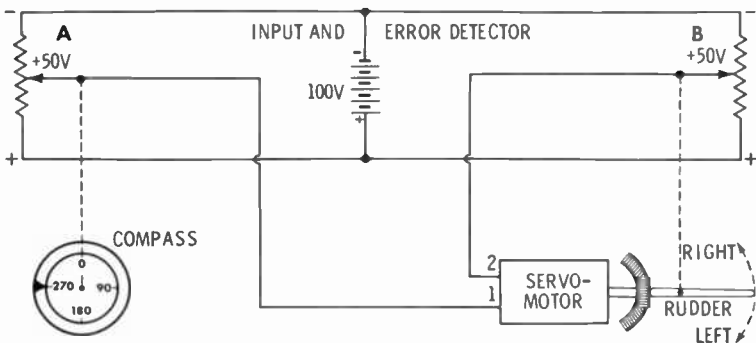 − −
A INPUT AND ERROR DETECTOR B
+50V - +50V
100V
+
+ +
COMPASS
0
270 90
180
2
1
SERVO-
MOTOR
RIGHT
RUDDER
LEFT